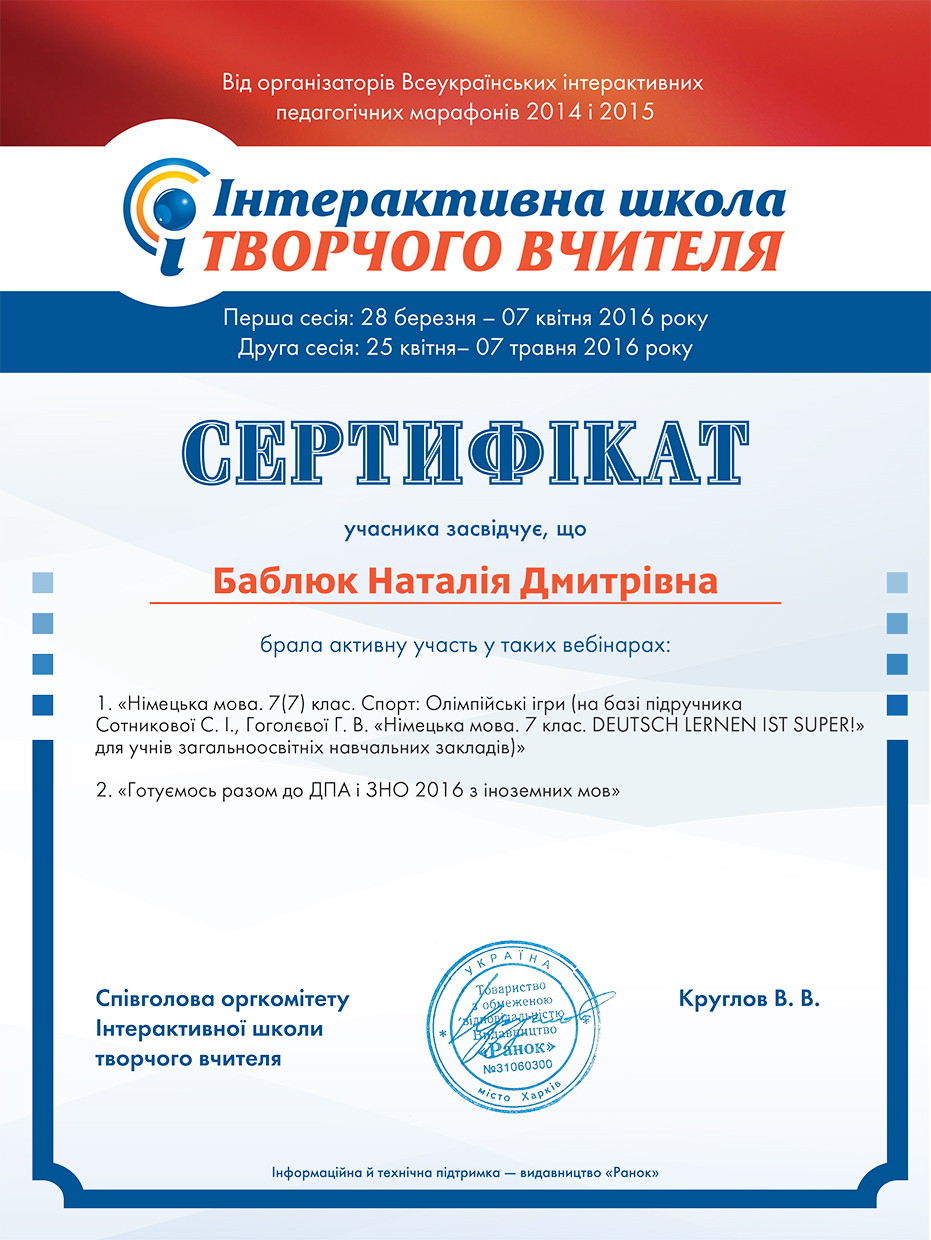 Від організаторів Всеукраїнських інтерактивних
педагогічних марафонів 2014 і 2015
Інтерактивна школа
ТВОРЧОГО ВЧИТЕЛЯ
Перша сесія: 28 березня – 07 квітня 2016 року
Друга сесія: 25 квітня– 07 травня 2016 року
СЕРТИФІКАТ
учасника засвідчує, що
Баблюк Наталія Дмитрівна
брала активну участь у таких вебінарах:
1. «Німецька мова. 7(7) клас. Спорт: Олімпійські ігри (на базі підручника
Сотникової С. І., Гоголєвої Г. В. «Німецька мова. 7 клас. DEUTSCH LERNEN IST SUPER!»
для учнів загальноосвітніх навчальних закладів)»
2. «Готуємось разом до ДПА і ЗНО 2016 з іноземних мов»
Співголова оргкомітету
Інтерактивної школи
творчого вчителя
УКРАЇНА
Товариство
з обмеженою
відповідальністю
Видавництво
«Ранок»
№31060300
місто Харків
Круглов В. В.
Інформаційна й технічна підтримка — видавництво «Ранок»